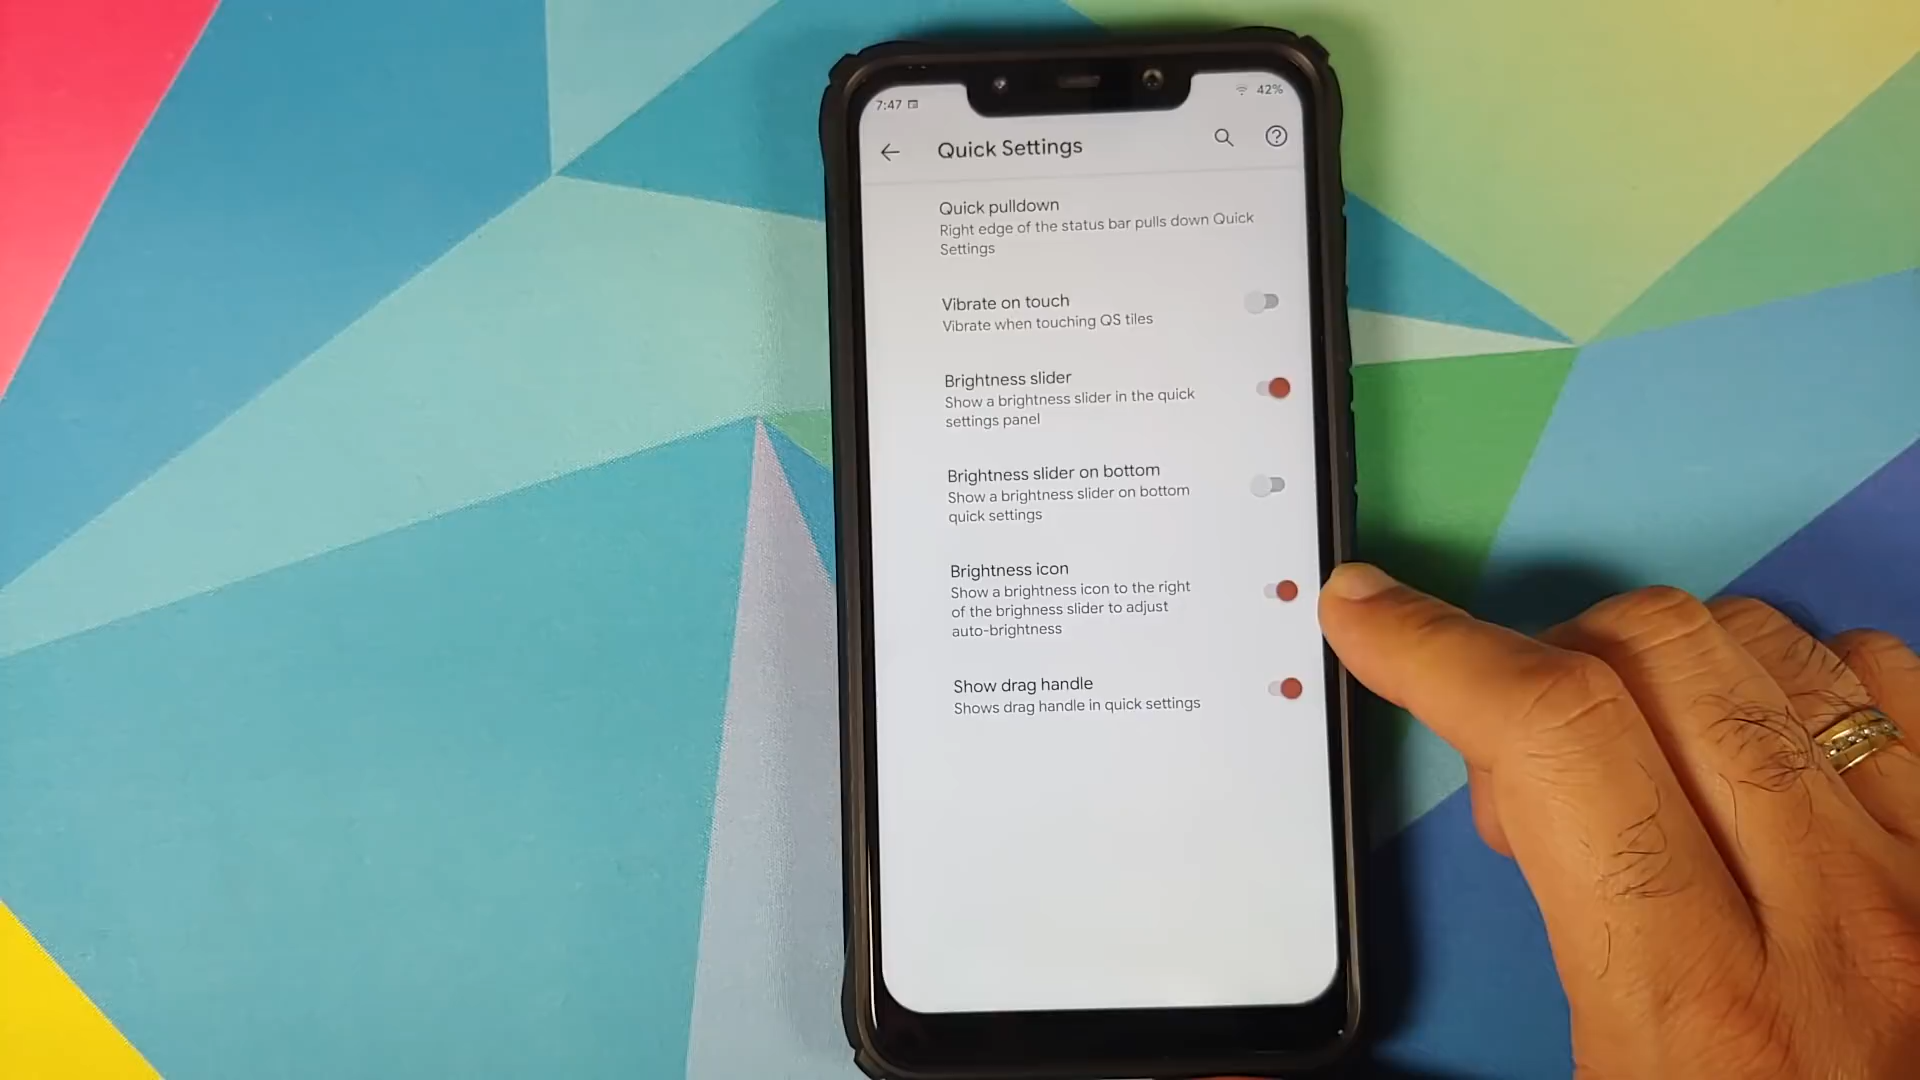 7:47
42%
Quick Settings
Quick pulldown
Right edge of the status bar pulls down Quick
Settings
Vibrate on touch
Vibrate when touching QS tiles
Brightness slider
Show a brightness slider in the quick
settings panel
Brightness slider on bottom
Show a brightness slider on bottom
quick settings
Brightness icon
Show a brightness icon to the right
of the brighness slider to adjust
auto-brightness
Show drag handle
Shows drag handle in quick settings